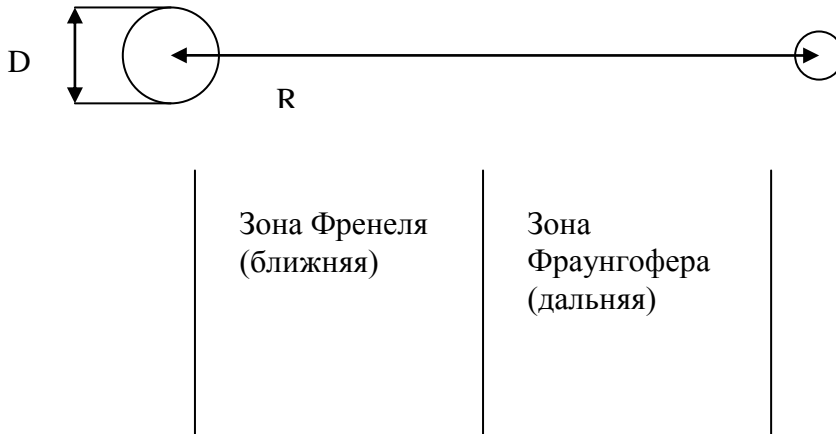 D
R
Зона Френеля
(ближняя)
Зона
Фраунгофера
(дальняя)